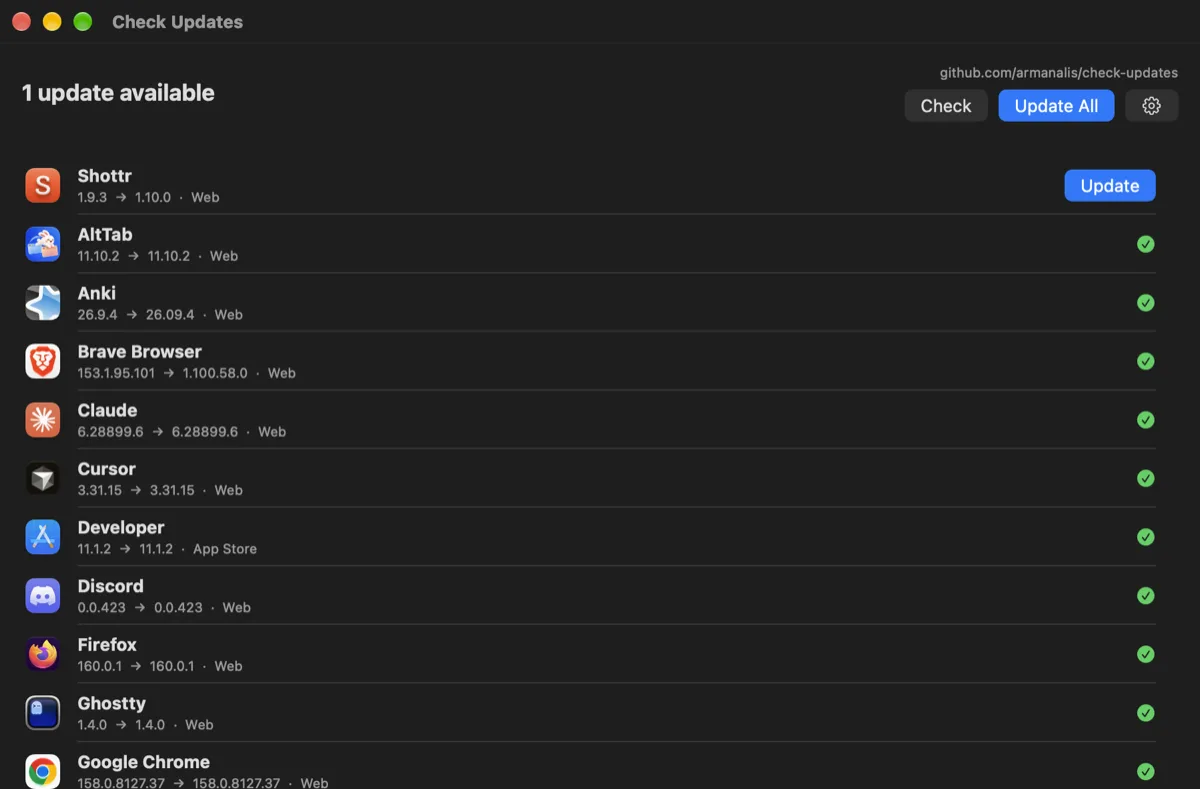 Check Updates
github.com/armanalis/check-updates
1 update available
Check
Update All
S
Shottr
1.9.3 → 1.10.0 · Web
Update
AltTab
11.10.2 → 11.10.2 · Web
Anki
26.9.4 → 26.09.4 · Web
Brave Browser
153.1.95.101 → 1.100.58.0 · Web
Claude
6.28899.6 → 6.28899.6 · Web
Cursor
3.31.15 → 3.31.15 · Web
Developer
11.1.2 → 11.1.2 · App Store
Discord
0.0.423 → 0.0.423 · Web
Firefox
160.0.1 → 160.0.1 · Web
Ghostty
1.4.0 → 1.4.0 · Web
Google Chrome
158.0.8127.37 → 158.0.8127.37 · Web